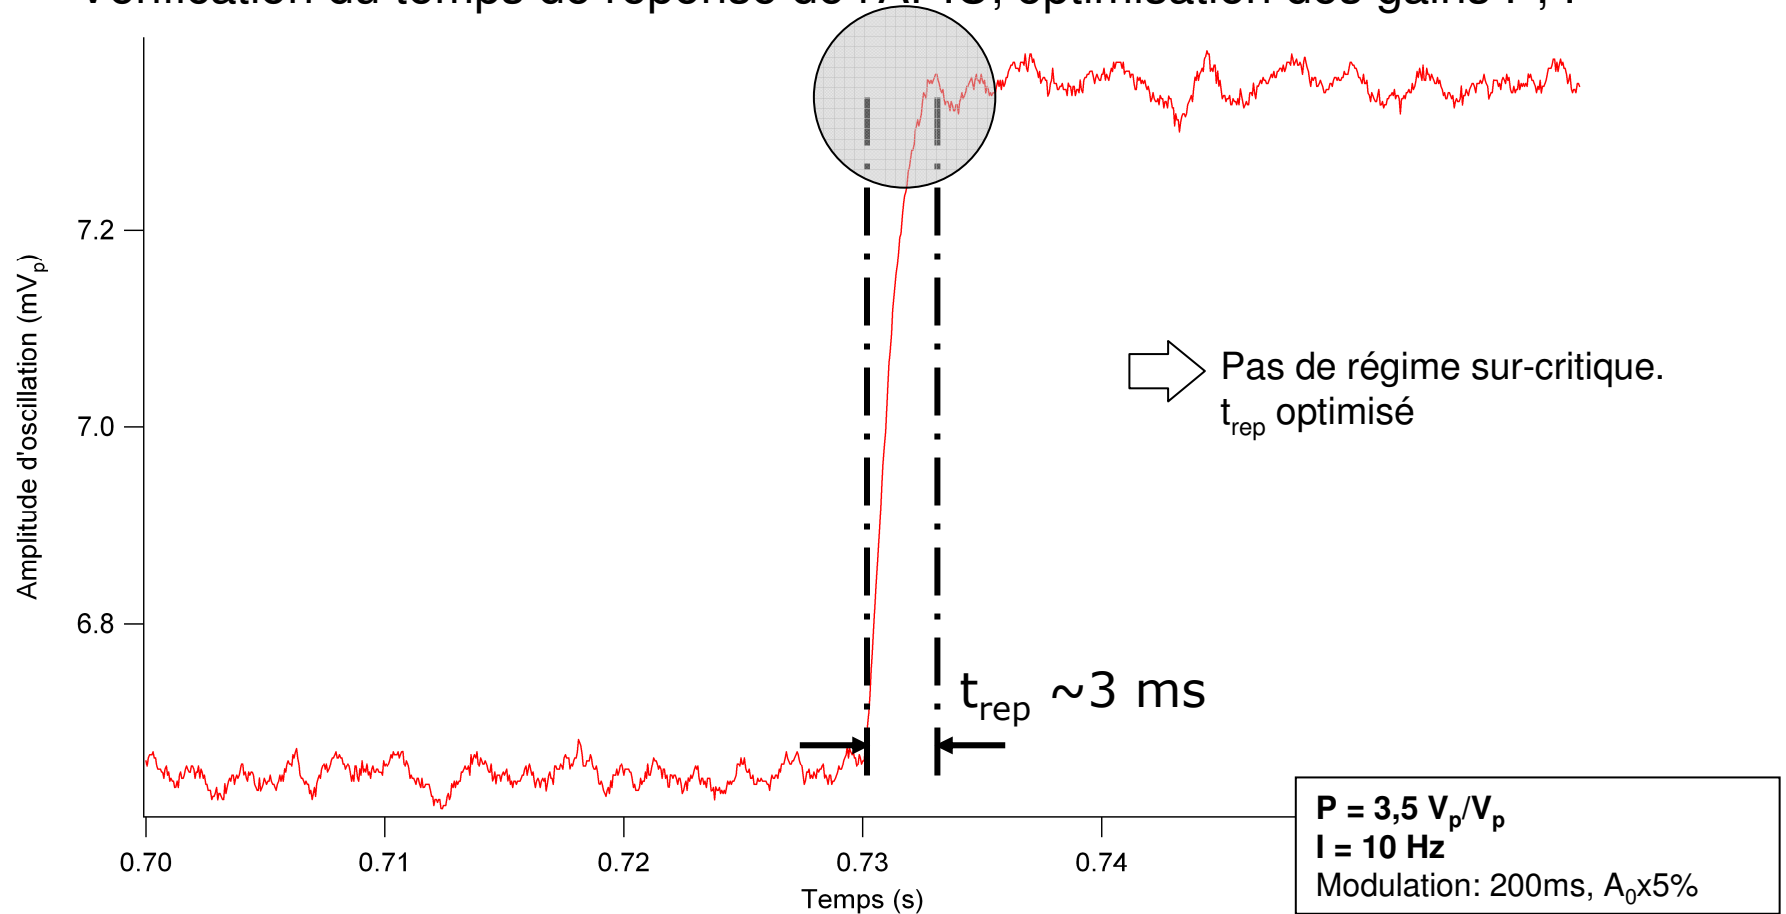 7.2
7.0
6.8
Amplitude d'oscillation (mVp)
Pas de régime sur-critique.
trep optimisé
trep ~3 ms
0.70 0.71 0.72 0.73 0.74
Temps (s)
P = 3,5 Vp/Vp
I = 10 Hz
Modulation: 200ms, A0x5%